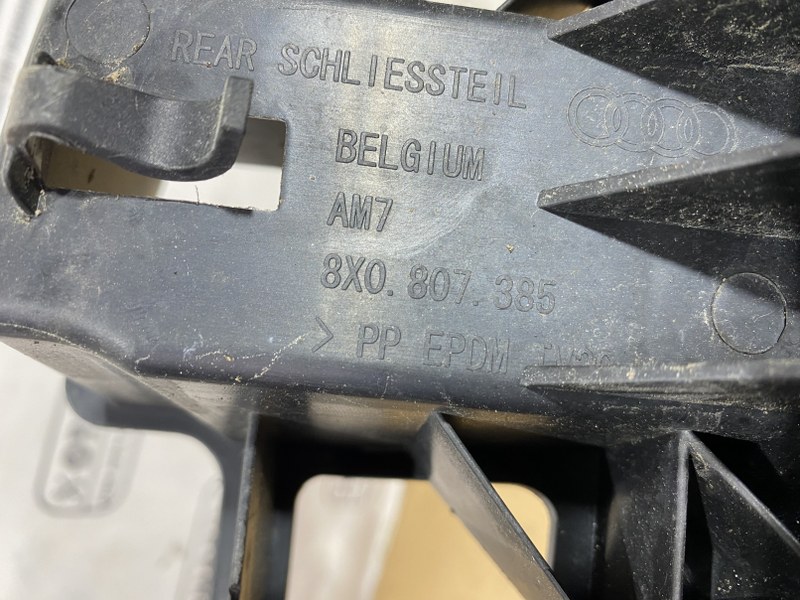 REAR SCHLIESSTEIL
BELGIUM
AM7
8X0. 807. 385
> PP EPDM